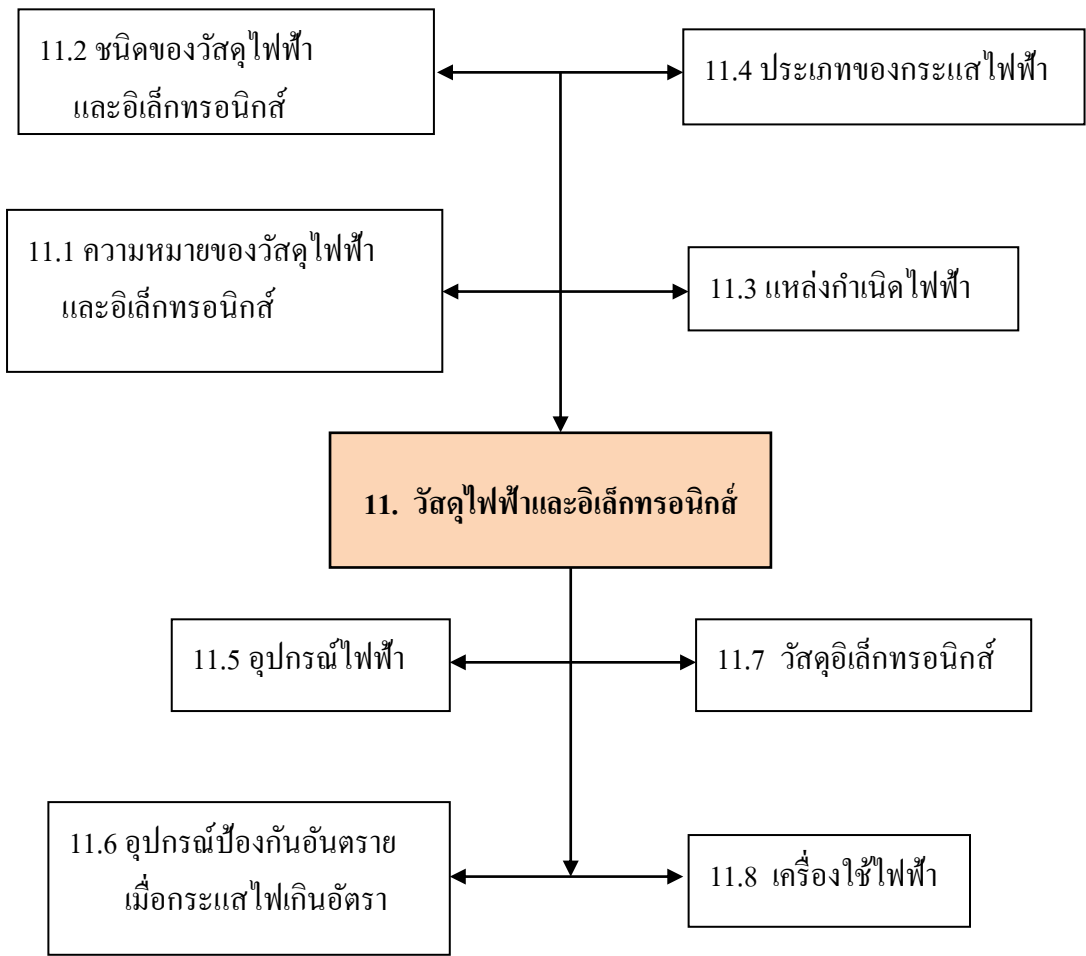 11.2 ชนิดของวัสดุไฟฟ้า
และอิเล็กทรอนิกส์
11.4 ประเภทของกระแสไฟฟ้า
11.1 ความหมายของวัสดุไฟฟ้า
และอิเล็กทรอนิกส์
11.3 แหล่งกำเนิดไฟฟ้า
11. วัสดุไฟฟ้าและอิเล็กทรอนิกส์
11.5 อุปกรณ์ไฟฟ้า
11.7 วัสดุอิเล็กทรอนิกส์
11.6 อุปกรณ์ป้องกันอันตราย
เมื่อกระแสไฟเกินอัตรา
11.8 เครื่องใช้ไฟฟ้า